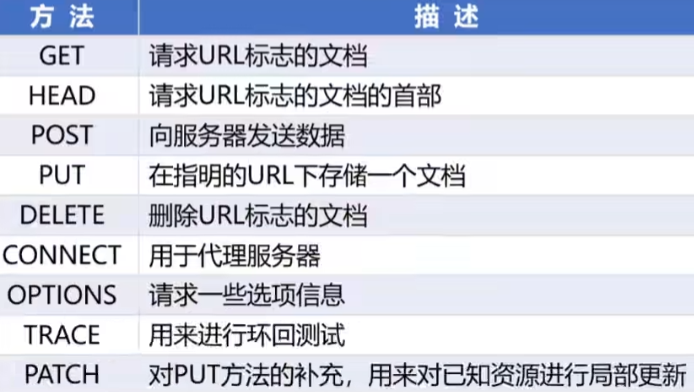 方 法 描 述
GET 请求URL标志的文档
HEAD 请求URL标志的文档的首部
POST 向服务器发送数据
PUT 在指明的URL下存储一个文档
DELETE 删除URL标志的文档
CONNECT 用于代理服务器
OPTIONS 请求一些选项信息
TRACE 用来进行环回测试
PATCH 对PUT方法的补充，用来对已知资源进行局部更新